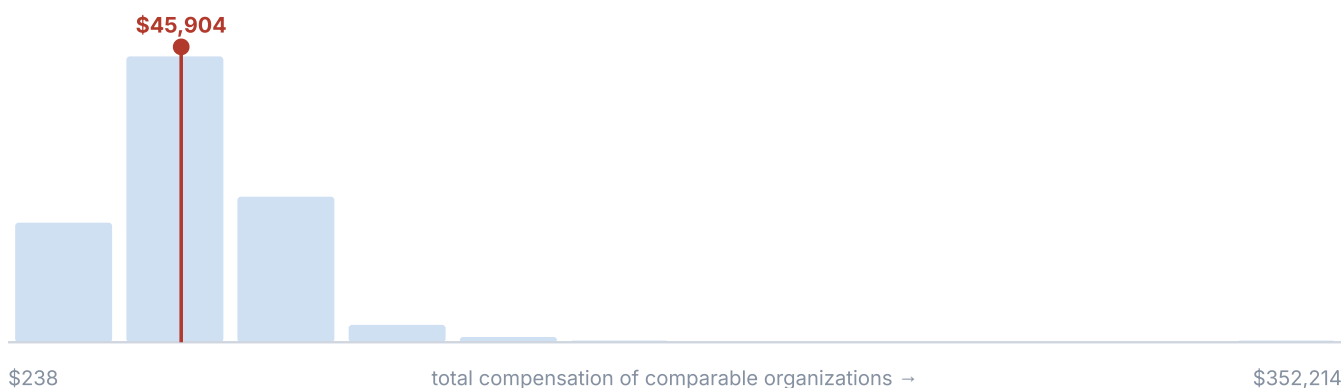 $45,904
$238
total compensation of comparable organizations →
$352,214